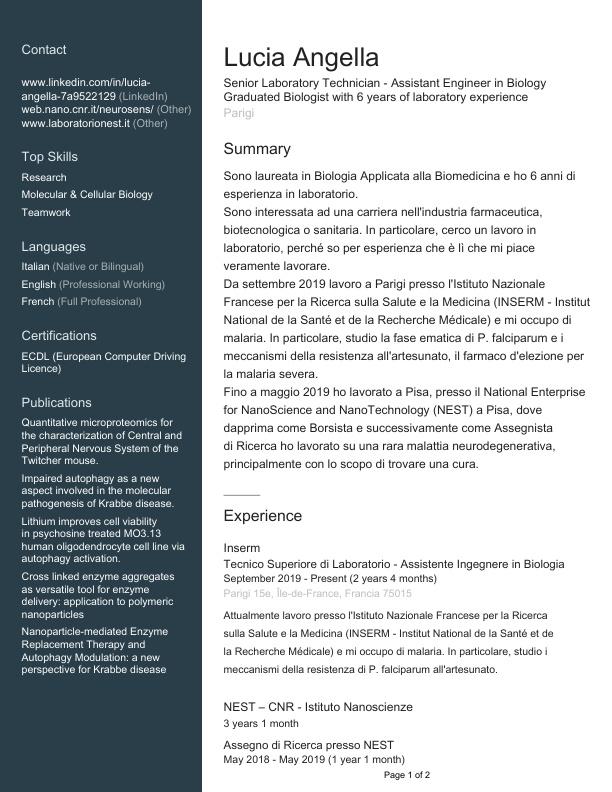 Contact
www.linkedin.com/in/lucia-
angella-7a9522129 (LinkedIn)
web.nano.cnr.it/neurosens/ (Other)
www.laboratorionest.it (Other)
Top Skills
Research
Molecular & Cellular Biology
Teamwork
Languages
Italian (Native or Bilingual)
English (Professional Working)
French (Full Professional)
Certifications
ECDL (European Computer Driving
Licence)
Publications
Quantitative microproteomics for
the characterization of Central and
Peripheral Nervous System of the
Twitcher mouse.
Impaired autophagy as a new
aspect involved in the molecular
pathogenesis of Krabbe disease.
Lithium improves cell viability
in psychosine treated MO3.13
human oligodendrocyte cell line via
autophagy activation.
Cross linked enzyme aggregates
as versatile tool for enzyme
delivery: application to polymeric
nanoparticles
Nanoparticle-mediated Enzyme
Replacement Therapy and
Autophagy Modulation: a new
perspective for Krabbe disease
Lucia Angella
Senior Laboratory Technician - Assistant Engineer in Biology
Graduated Biologist with 6 years of laboratory experience
Parigi
Summary
Sono laureata in Biologia Applicata alla Biomedicina e ho 6 anni di
esperienza in laboratorio.
Sono interessata ad una carriera nell'industria farmaceutica,
biotecnologica o sanitaria. In particolare, cerco un lavoro in
laboratorio, perché so per esperienza che è lì che mi piace
veramente lavorare.
Da settembre 2019 lavoro a Parigi presso l'Istituto Nazionale
Francese per la Ricerca sulla Salute e la Medicina (INSERM - Institut
National de la Santé et de la Recherche Médicale) e mi occupo di
malaria. In particolare, studio la fase ematica di P. falciparum e i
meccanismi della resistenza all'artesunato, il farmaco d'elezione per
la malaria severa.
Fino a maggio 2019 ho lavorato a Pisa, presso il National Enterprise
for NanoScience and NanoTechnology (NEST) a Pisa, dove
dapprima come Borsista e successivamente come Assegnista
di Ricerca ho lavorato su una rara malattia neurodegenerativa,
principalmente con lo scopo di trovare una cura.
Experience
Inserm
Tecnico Superiore di Laboratorio - Assistente Ingegnere in Biologia
September 2019 - Present (2 years 4 months)
Parigi 15e, Île-de-France, Francia 75015
Attualmente lavoro presso l'Istituto Nazionale Francese per la Ricerca
sulla Salute e la Medicina (INSERM - Institut National de la Santé et de
la Recherche Médicale) e mi occupo di malaria. In particolare, studio i
meccanismi della resistenza di P. falciparum all'artesunato.
NEST – CNR - Istituto Nanoscienze
3 years 1 month
Assegno di Ricerca presso NEST
May 2018 - May 2019 (1 year 1 month)
Page 1 of 2